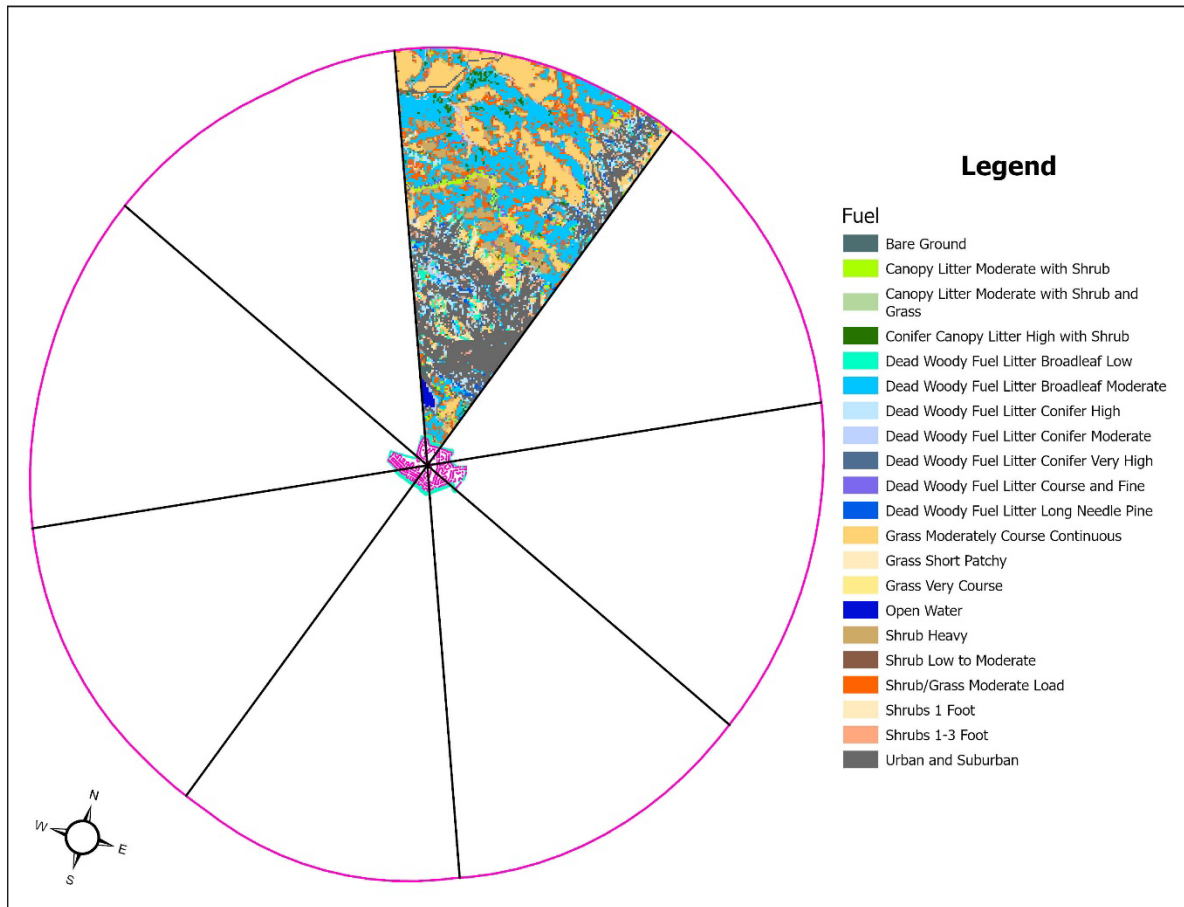 Legend
Fuel
Bare Ground
Canopy Litter Moderate with Shrub
Canopy Litter Moderate with Shrub and
Grass
Conifer Canopy Litter High with Shrub
Dead Woody Fuel Litter Broadleaf Low
Dead Woody Fuel Litter Broadleaf Moderate
Dead Woody Fuel Litter Conifer High
Dead Woody Fuel Litter Conifer Moderate
Dead Woody Fuel Litter Conifer Very High
Dead Woody Fuel Litter Course and Fine
Dead Woody Fuel Litter Long Needle Pine
Grass Moderately Course Continuous
Grass Short Patchy
Grass Very Course
Open Water
Shrub Heavy
Shrub Low to Moderate
Shrub/Grass Moderate Load
Shrubs 1 Foot
Shrubs 1-3 Foot
Urban and Suburban
N
W
E
S